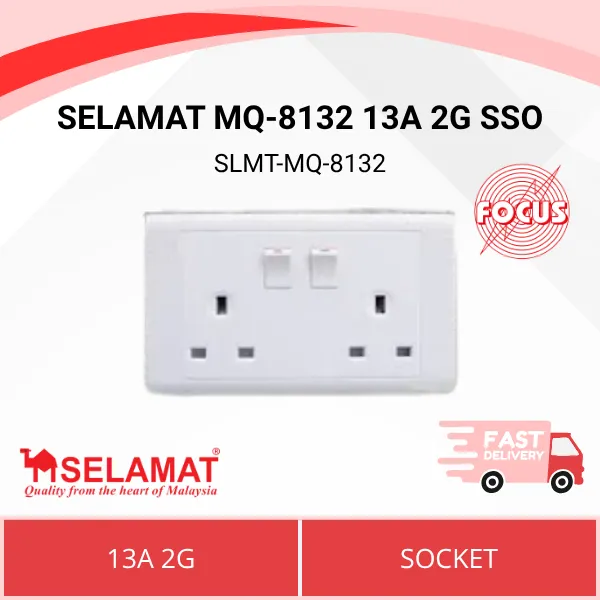 SELAMAT MQ-8132 13A 2G SSO
SLMT-MQ-8132
FOCUS
FAST
DELIVERY
SELAMAT®
Quality from the heart of Malaysia
13A 2G
SOCKET